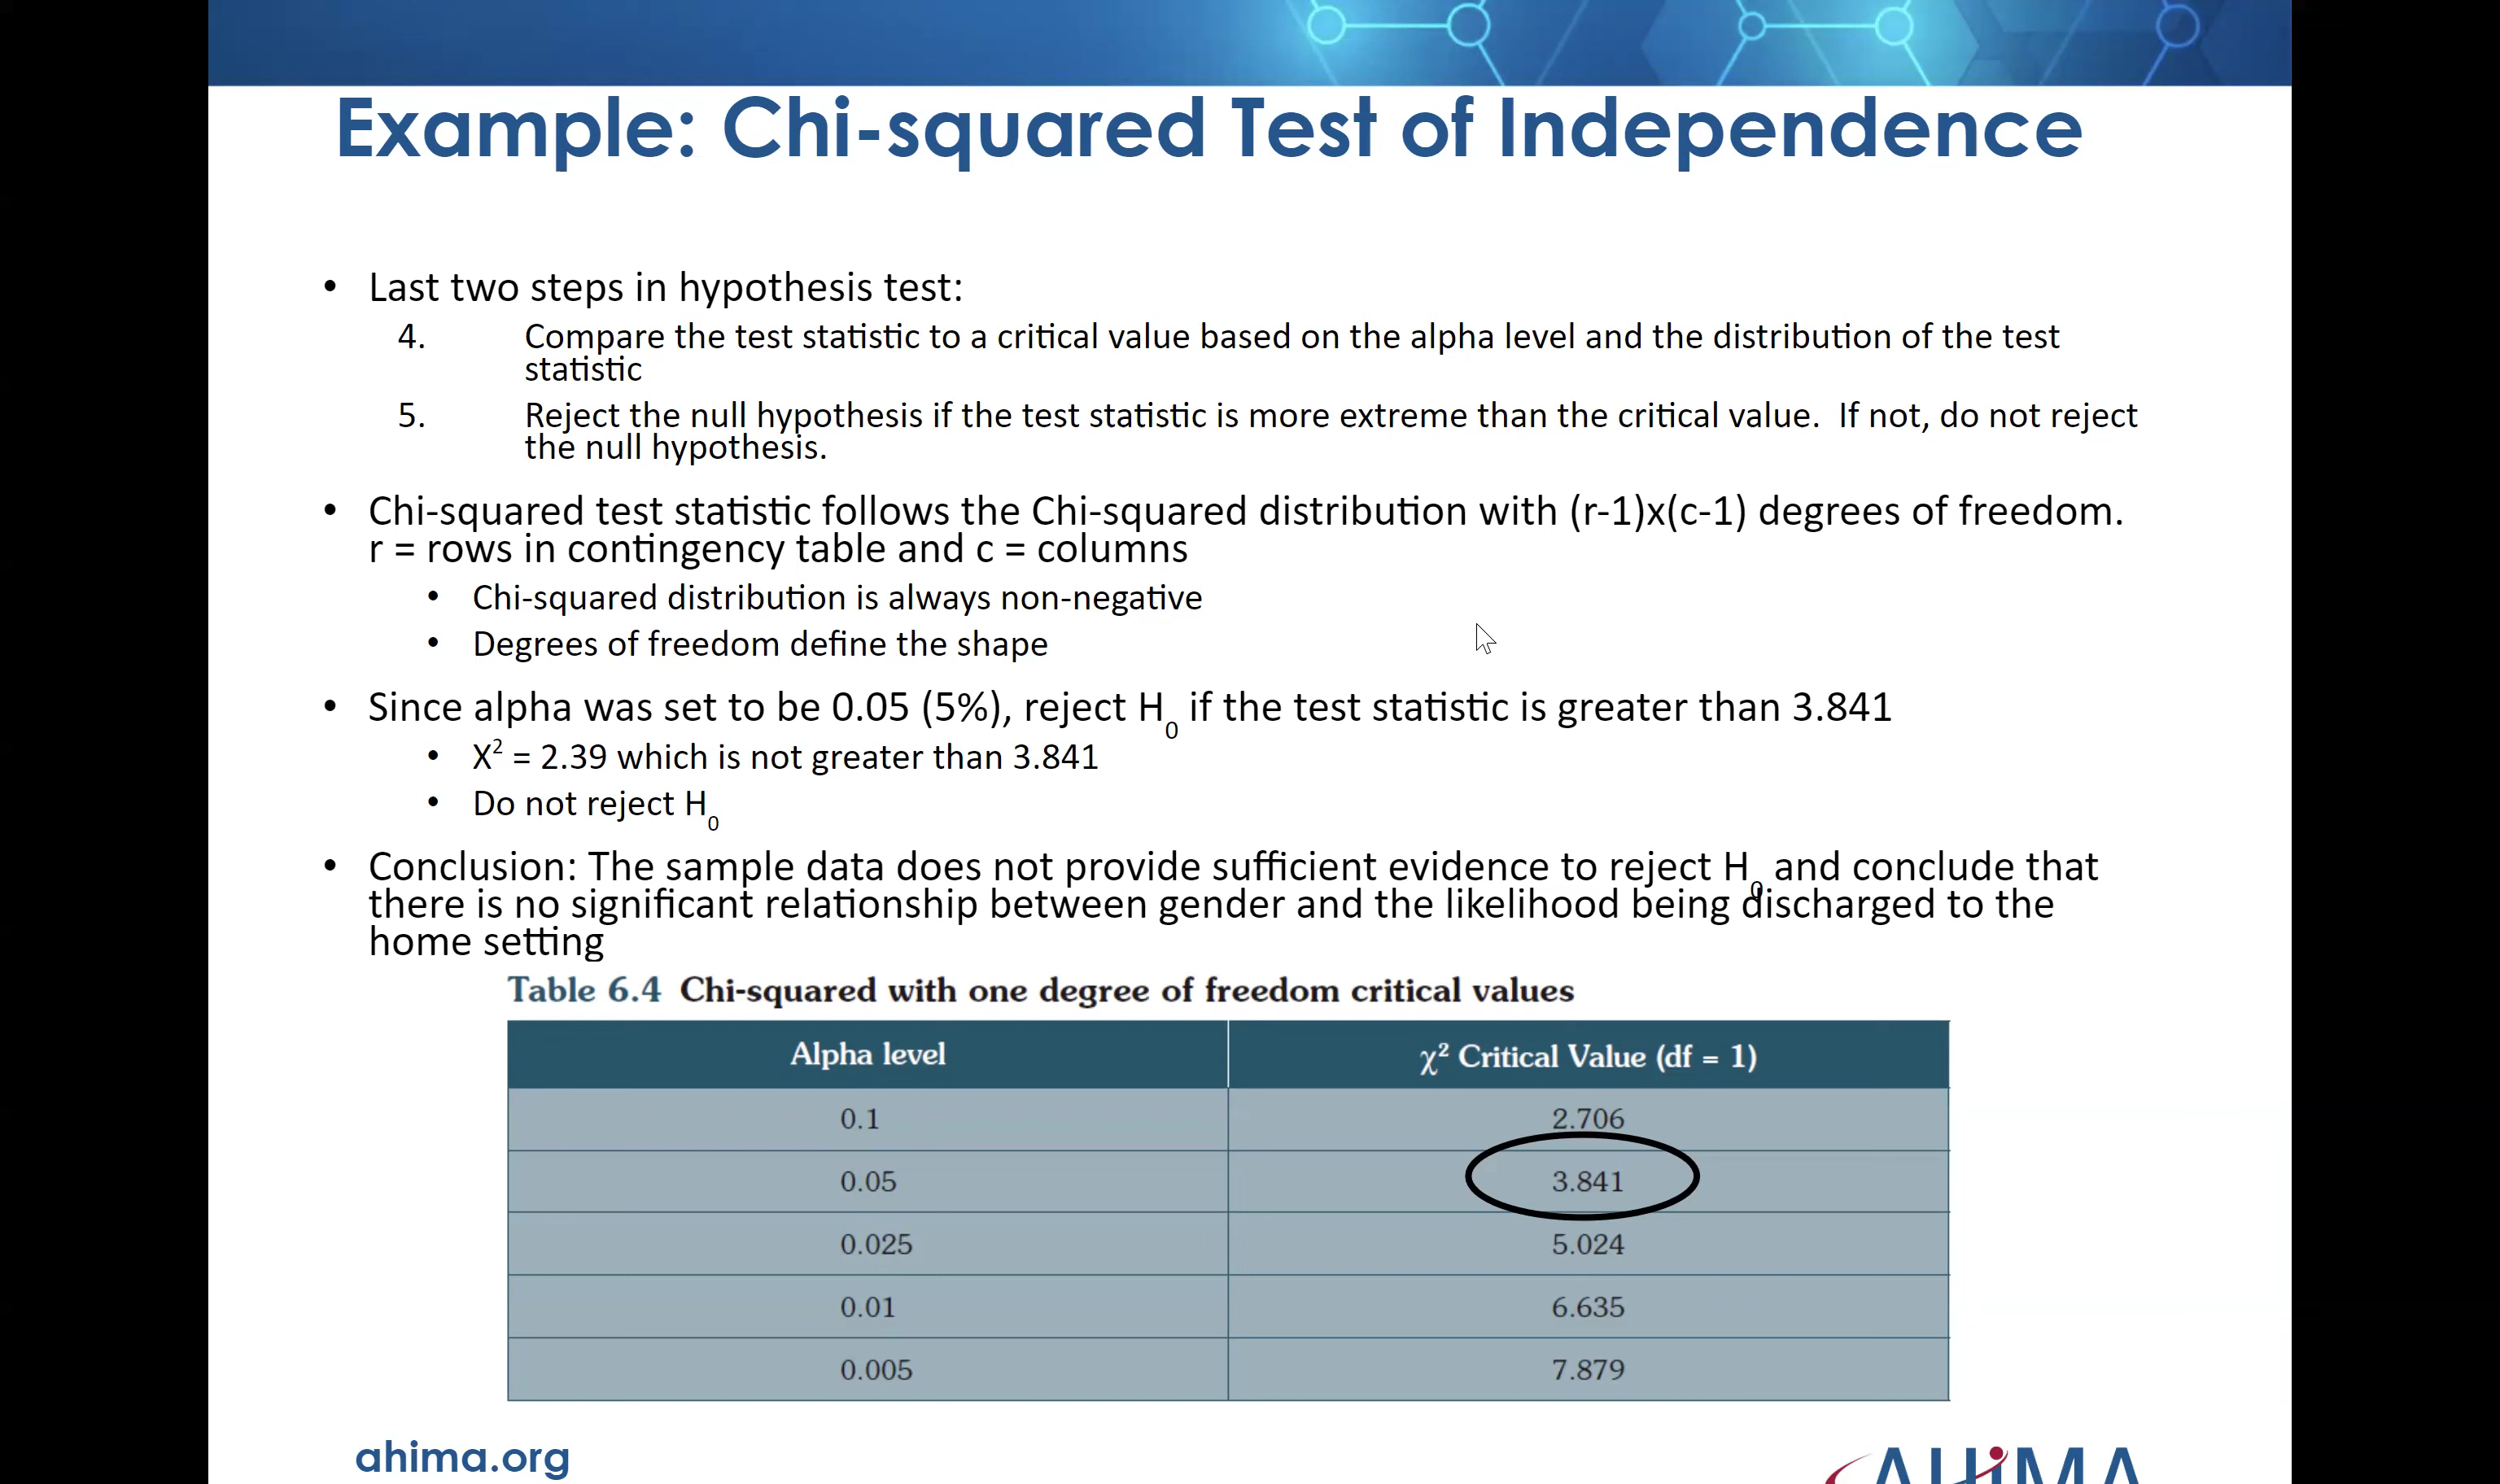 Example: Chi-squared Test of Independence
• Last two steps in hypothesis test:
4. Compare the test statistic to a critical value based on the alpha level and the distribution of the test
statistic
5. Reject the null hypothesis if the test statistic is more extreme than the critical value.  If not, do not reject
the null hypothesis.
• Chi-squared test statistic follows the Chi-squared distribution with (r-1)x(c-1) degrees of freedom.
r = rows in contingency table and c = columns
• Chi-squared distribution is always non-negative
• Degrees of freedom define the shape
• Since alpha was set to be 0.05 (5%), reject H₀ if the test statistic is greater than 3.841
• X² = 2.39 which is not greater than 3.841
• Do not reject H₀
• Conclusion: The sample data does not provide sufficient evidence to reject H₀ and conclude that
there is no significant relationship between gender and the likelihood being discharged to the
home setting
Table 6.4 Chi-squared with one degree of freedom critical values
Alpha level χ² Critical Value (df = 1)
0.1 2.706
0.05 3.841
0.025 5.024
0.01 6.635
0.005 7.879
ahima.org AHiMA